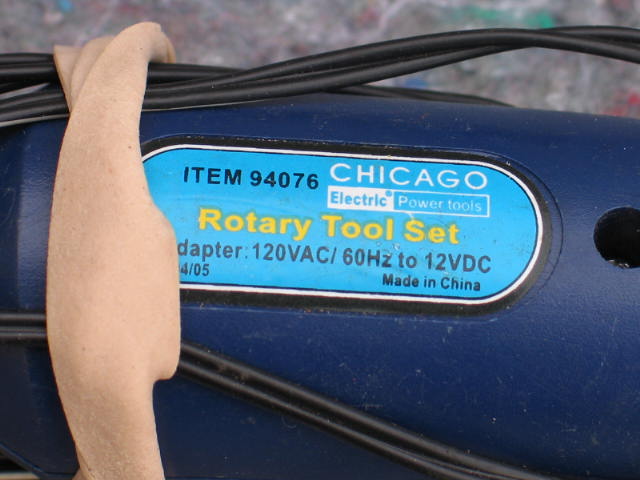 ITEM 94076 CHICAGO
Electric® Power tools
Rotary Tool Set
dapter: 120VAC/ 60Hz to 12VDC
4/05
Made in China